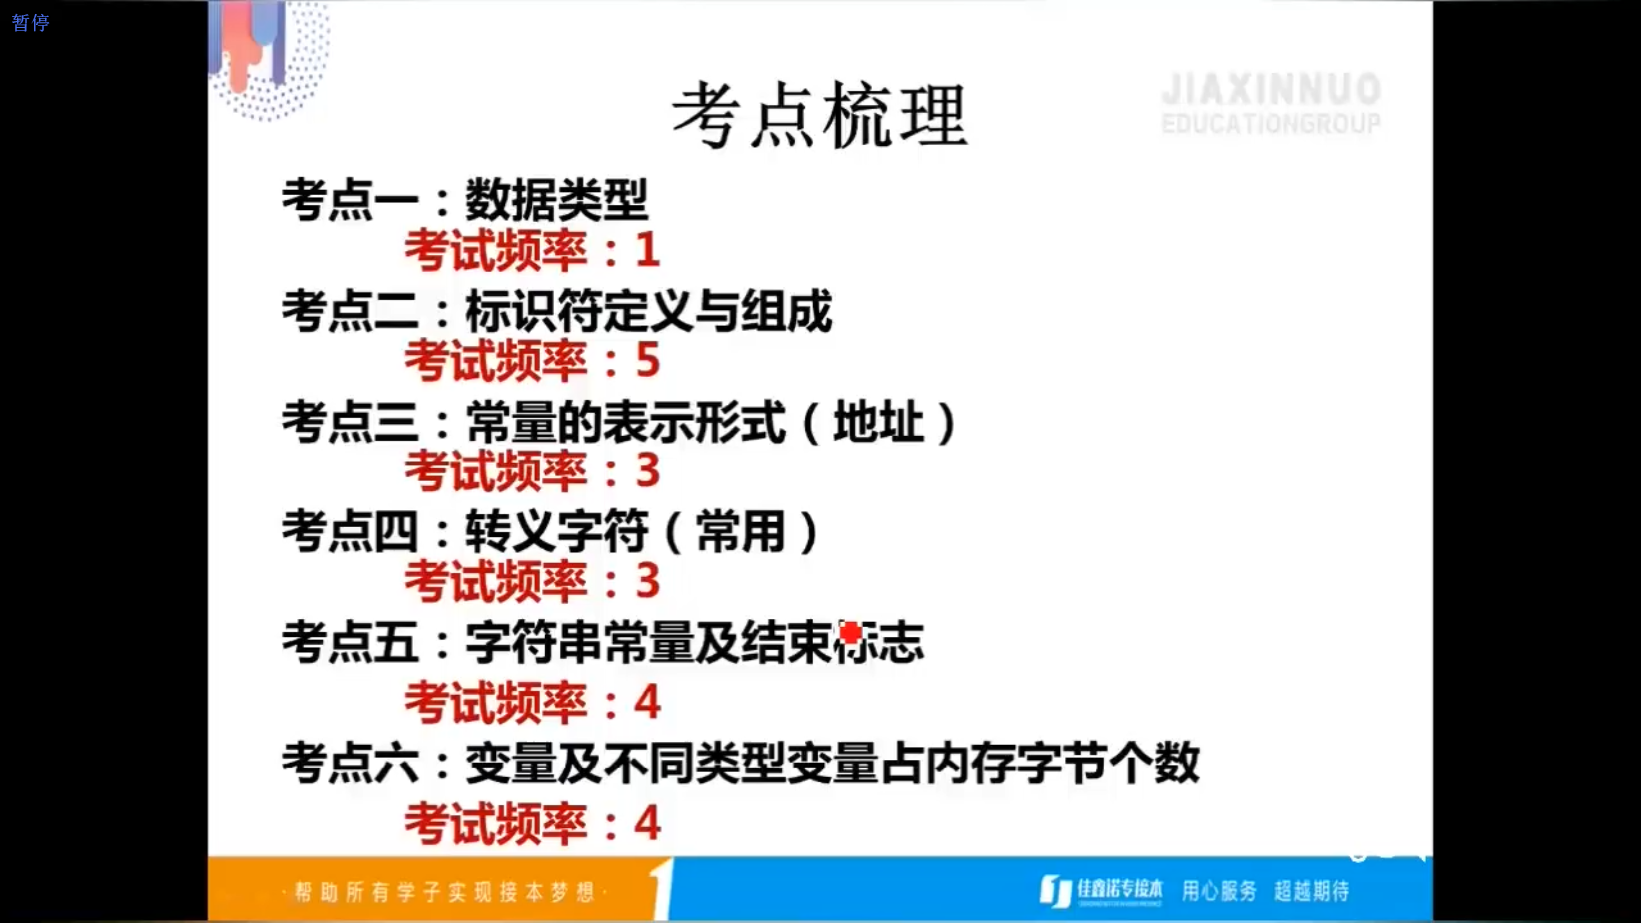 暂停
JIAXINNUO
EDUCATIONGROUP
考点梳理
考点一：数据类型
考试频率：1
考点二：标识符定义与组成
考试频率：5
考点三：常量的表示形式（地址）
考试频率：3
考点四：转义字符（常用）
考试频率：3
考点五：字符串常量及结束标志
考试频率：4
考点六：变量及不同类型变量占内存字节个数
考试频率：4
·帮助所有学子实现接本梦想·
佳鑫诺专接本
用心服务 超越期待